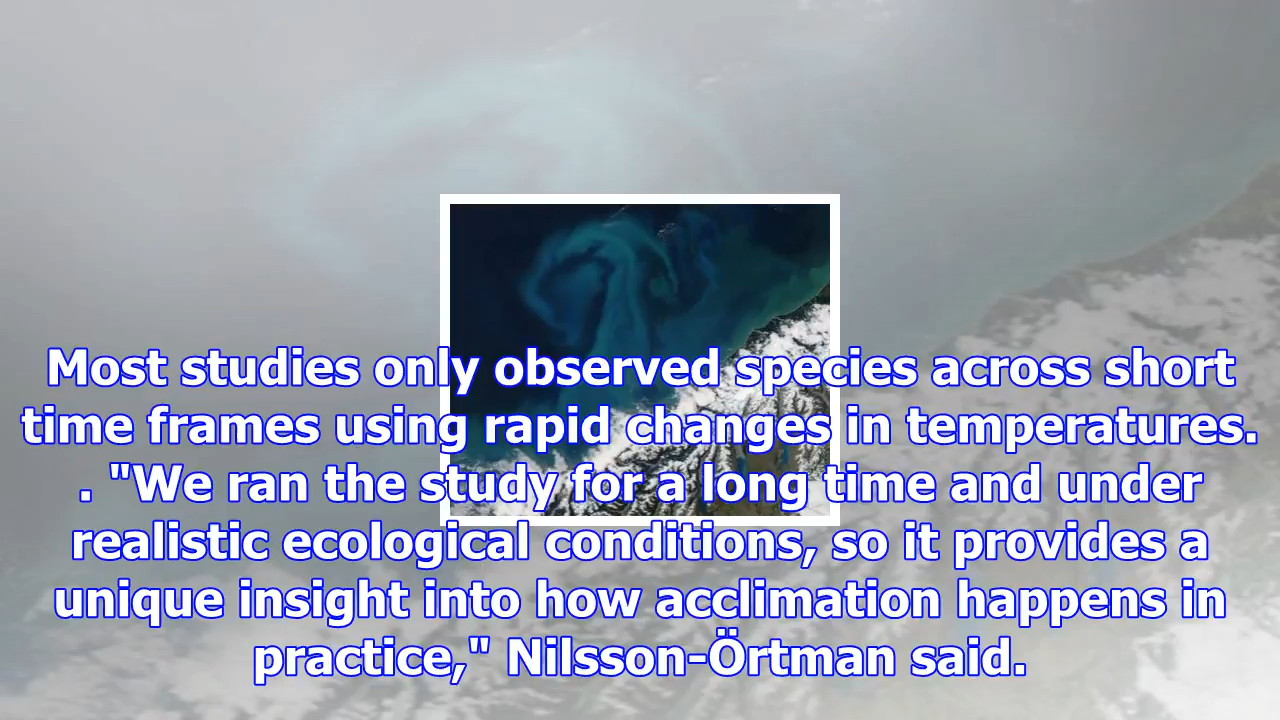 Most studies only observed species across short
time frames using rapid changes in temperatures.
. "We ran the study for a long time and under
realistic ecological conditions, so it provides a
unique insight into how acclimation happens in
practice," Nilsson-Örtman said.